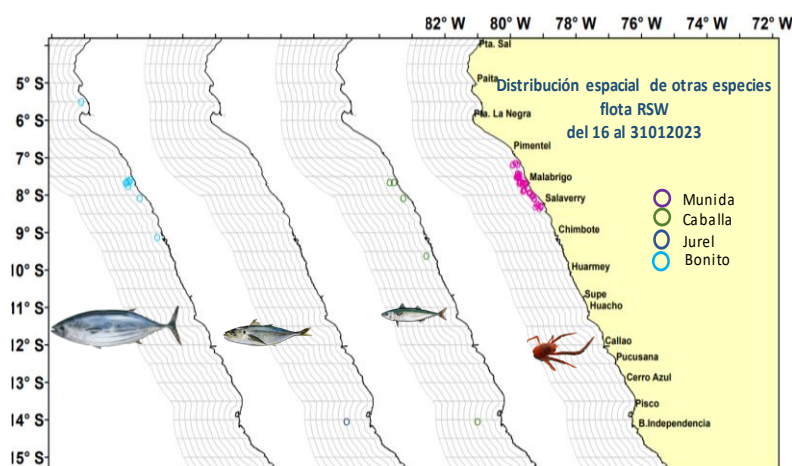 82° W 80° W 78° W 76° W 74° W 72° W
Pta. Sal
5° S
Paita
Distribución espacial de otras especies
flota RSW
del 16 al 31012023
6° S
Pta. La Negra
Pimentel
7° S
Malabrigo
8° S
Salaverry
Munida
Caballa
Jurel
Bonito
9° S
Chimbote
10° S
Huarmey
Supe
11° S
Huacho
12° S
Callao
Pucusana
13° S
Cerro Azul
Pisco
14° S
B.Independencia
15° S